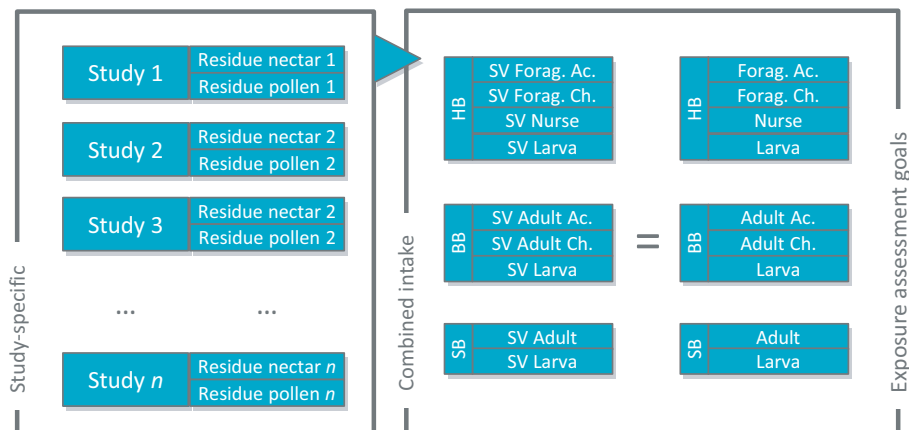 Study-specific
Study 1
Residue nectar 1
Residue pollen 1
Study 2
Residue nectar 2
Residue pollen 2
Study 3
Residue nectar 2
Residue pollen 2
...
...
Study n
Residue nectar n
Residue pollen n
Combined intake
HB
SV Forag. Ac.
SV Forag. Ch.
SV Nurse
SV Larva
BB
SV Adult Ac.
SV Adult Ch.
SV Larva
SB
SV Adult
SV Larva
=
HB
Forag. Ac.
Forag. Ch.
Nurse
Larva
BB
Adult Ac.
Adult Ch.
Larva
SB
Adult
Larva
Exposure assessment goals